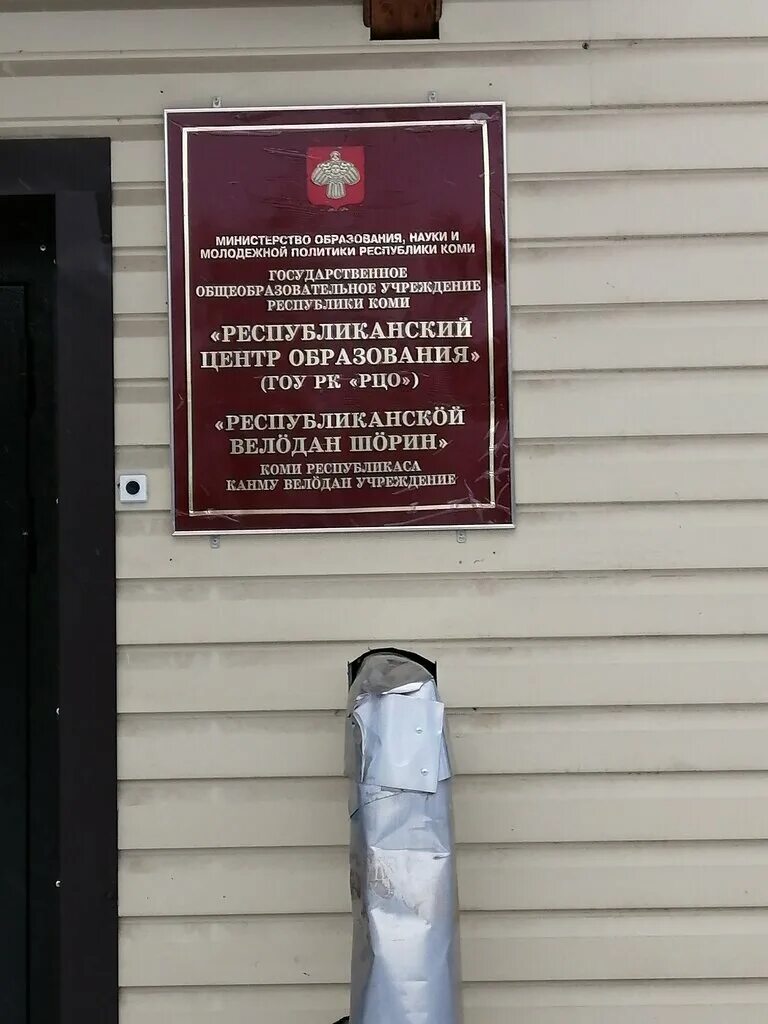 МИНИСТЕРСТВО ОБРАЗОВАНИЯ, НАУКИ И
МОЛОДЕЖНОЙ ПОЛИТИКИ РЕСПУБЛИКИ КОМИ
ГОСУДАРСТВЕННОЕ
ОБЩЕОБРАЗОВАТЕЛЬНОЕ УЧРЕЖДЕНИЕ
РЕСПУБЛИКИ КОМИ
«РЕСПУБЛИКАНСКИЙ
ЦЕНТР ОБРАЗОВАНИЯ»
(ГОУ РК «РЦО»)
«РЕСПУБЛИКАНСКӦЙ
ВЕЛӦДАН ШӦРИН»
КОМИ РЕСПУБЛИКАСА
КАНМУ ВЕЛӦДАН УЧРЕЖДЕНИЕ